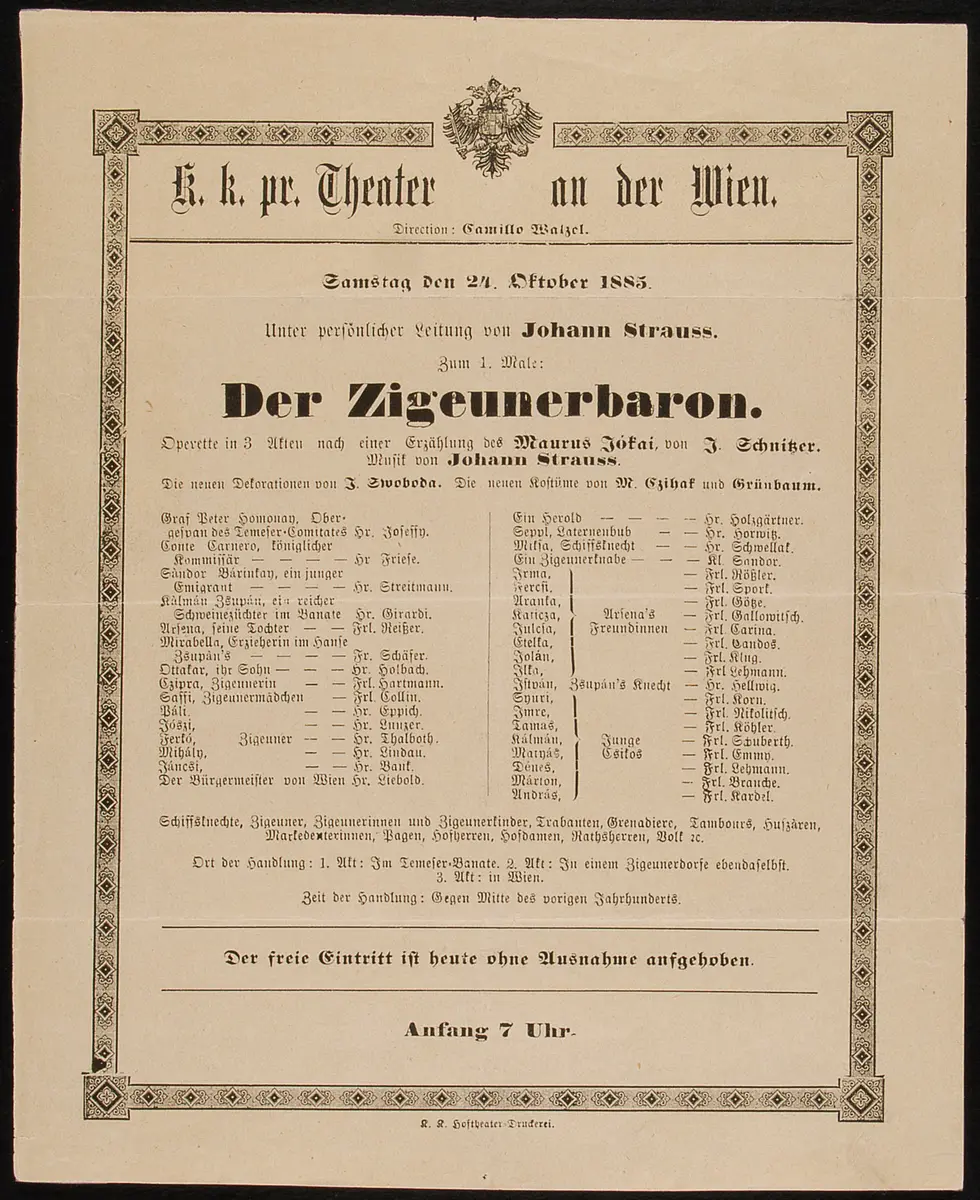 K. k. pr. Theater an der Wien.
Direction: Camillo Walzel.
Samstag den 24. Oktober 1885.
Unter persönlicher Leitung von Johann Strauss.
Zum 1. Male:
Der Zigeunerbaron.
Operette in 3 Akten nach einer Erzählung des Maurus Jókai, von J. Schnitzer.
Musik von Johann Strauss.
Die neuen Dekorationen von J. Swoboda. Die neuen Kostüme von M. Czihak und Grünbaum.
Graf Peter Homonay, Ober-
gespan des Temeser-Comitates Hr. Joseffy.
Conte Carnero, königlicher
Kommissär — — — — Hr Friese.
Sándor Bárinkay, ein junger
Emigrant — — — — Hr. Streitmann.
Kálmán Zsupán, ein reicher
Schweinezüchter im Banate Hr. Girardi.
Arsena, seine Tochter — — Frl. Reißer.
Mirabella, Erzieherin im Hause
Zsupán's — — — — Fr. Schäfer.
Ottakar, ihr Sohn — — — Hr. Holbach.
Czipra, Zigeunerin — — Frl. Hartmann.
Saffi, Zigeunermädchen — Frl. Collin.
Páli, — — Hr. Eppich.
Józsi, — — Hr. Lunzer.
Ferkó, Zigeuner — — Hr. Thalboth.
Mihály, — — Hr. Lindau.
Jáncsi, — — Hr. Bauk.
Der Bürgermeister von Wien Hr. Liebold.
Ein Herold — — — — Hr. Holzgärtner.
Seppl, Laternenbub — — Hr. Horwitz.
Miksa, Schiffsknecht — — Hr. Schwellak.
Ein Zigeunerknabe — — — Kl. Sandor.
Irma, — Frl. Rößler.
Tercsi, — Frl. Spork.
Aranka, — Frl. Götze.
Katicza, Arsena's — Frl. Gallowitsch.
Julcsa, Freundinnen — Frl. Carina.
Etelka, — Frl. Candos.
Jolán, — Frl. Klug.
Ilka, — Frl Lehmann.
István, Zsupán's Knecht — Hr. Hellwig.
Gyuri, — Frl. Korn.
Imre, — Frl. Nikolitsch.
Tamás, — Frl. Köhler.
Kálmán, Junge — Frl. Schuberth.
Matyás, Csikos — Frl. Emmy.
Dénes, — Frl. Lehmann.
Márton, — Frl. Brauche.
András, — Frl. Kardel.
Schiffsknechte, Zigeuner, Zigeunerinnen und Zigeunerkinder, Trabanten, Grenadiere, Tambours, Huszáren,
Marketenterinnen, Pagen, Hofherren, Hofdamen, Rathsherren, Volk ꝛc.
Ort der Handlung: 1. Akt: Im Temeser-Banate. 2. Akt: In einem Zigeunerdorfe ebendaselbst.
3. Akt: in Wien.
Zeit der Handlung: Gegen Mitte des vorigen Jahrhunderts.
Der freie Eintritt ist heute ohne Ausnahme aufgehoben.
Anfang 7 Uhr.
K. K. Hoftheater-Druckerei.